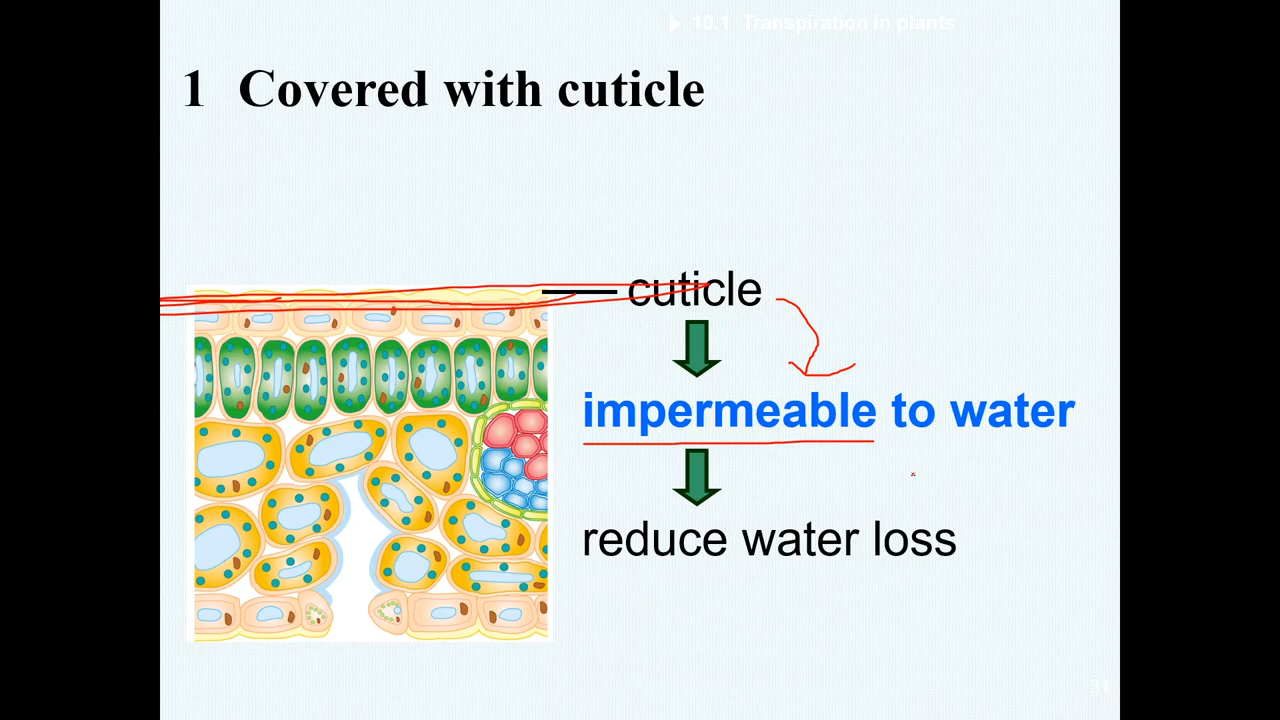 10.1 Transpiration in plants
1 Covered with cuticle
cuticle
impermeable to water
reduce water loss
31